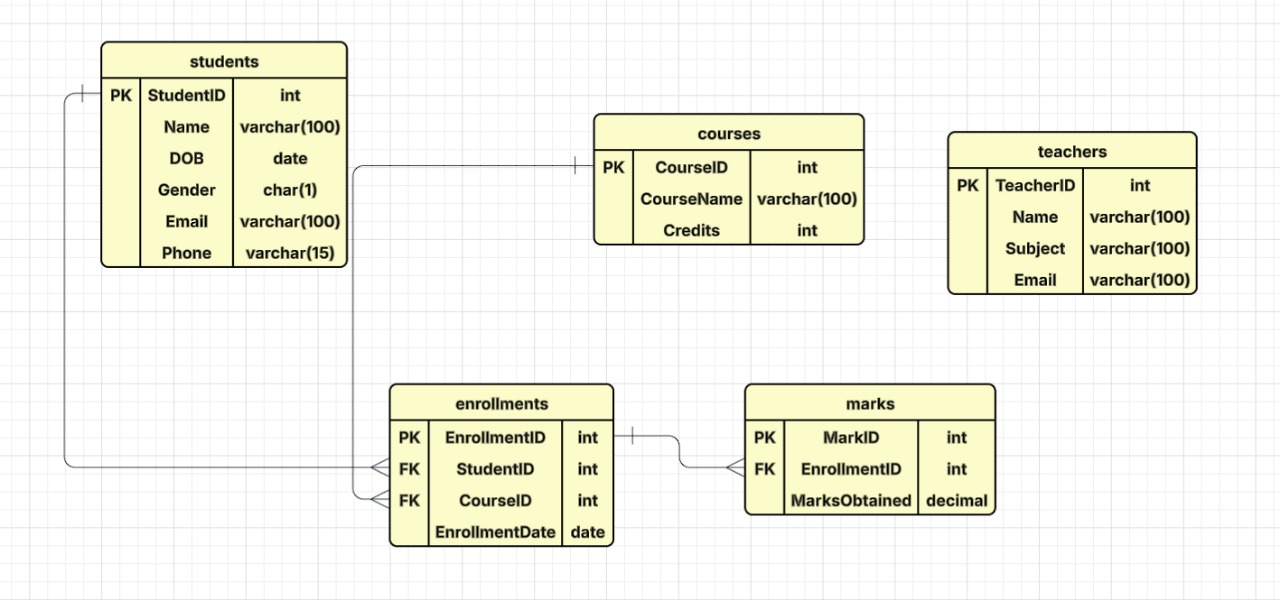 students
PK StudentID int
Name varchar(100)
DOB date
Gender char(1)
Email varchar(100)
Phone varchar(15)
courses
PK CourseID int
CourseName varchar(100)
Credits int
teachers
PK TeacherID int
Name varchar(100)
Subject varchar(100)
Email varchar(100)
enrollments
PK EnrollmentID int
FK StudentID int
FK CourseID int
EnrollmentDate date
marks
PK MarkID int
FK EnrollmentID int
MarksObtained decimal